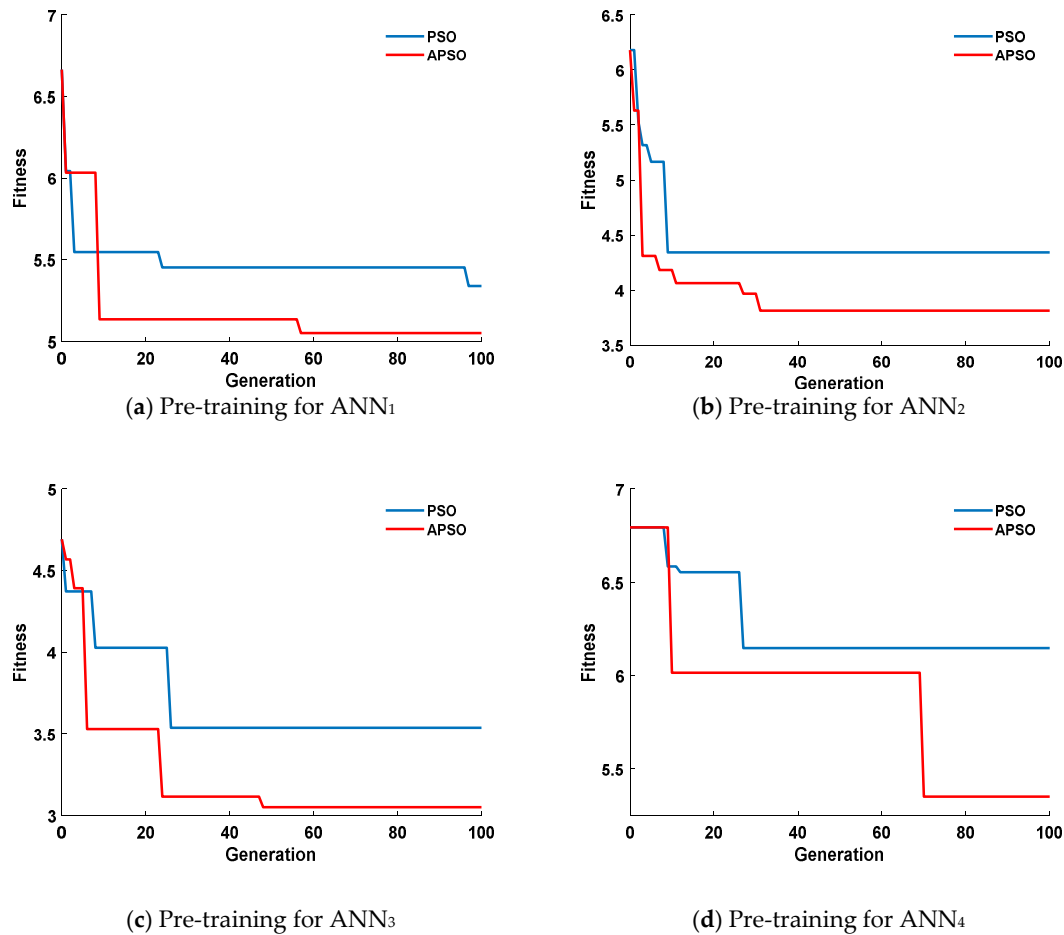 7
6.5
6
5.5
5
0 20 40 60 80 100
Fitness
Generation
PSO
APSO
(a) Pre-training for ANN1
6.5
6
5.5
5
4.5
4
3.5
0 20 40 60 80 100
Fitness
Generation
PSO
APSO
(b) Pre-training for ANN2
5
4.5
4
3.5
3
0 20 40 60 80 100
Fitness
Generation
PSO
APSO
(c) Pre-training for ANN3
7
6.5
6
5.5
0 20 40 60 80 100
Fitness
Generation
PSO
APSO
(d) Pre-training for ANN4